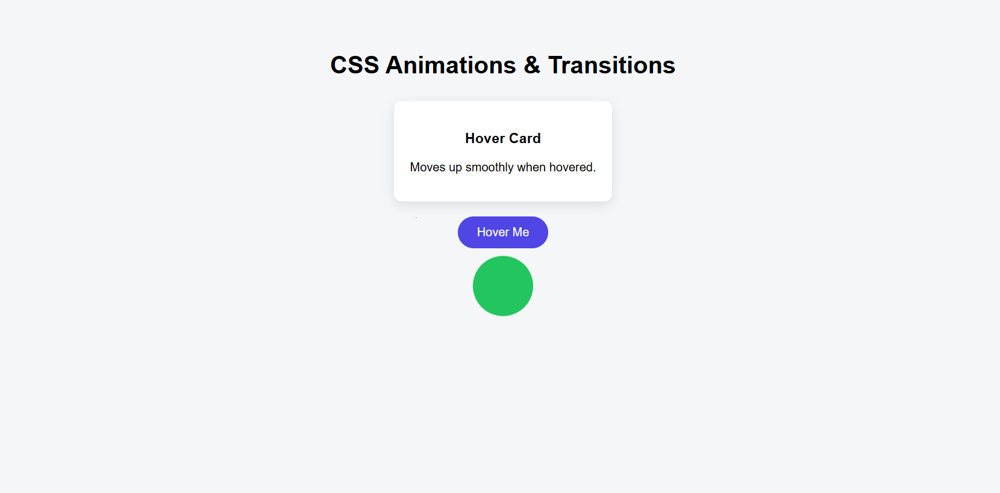 CSS Animations & Transitions
Hover Card
Moves up smoothly when hovered.
Hover Me